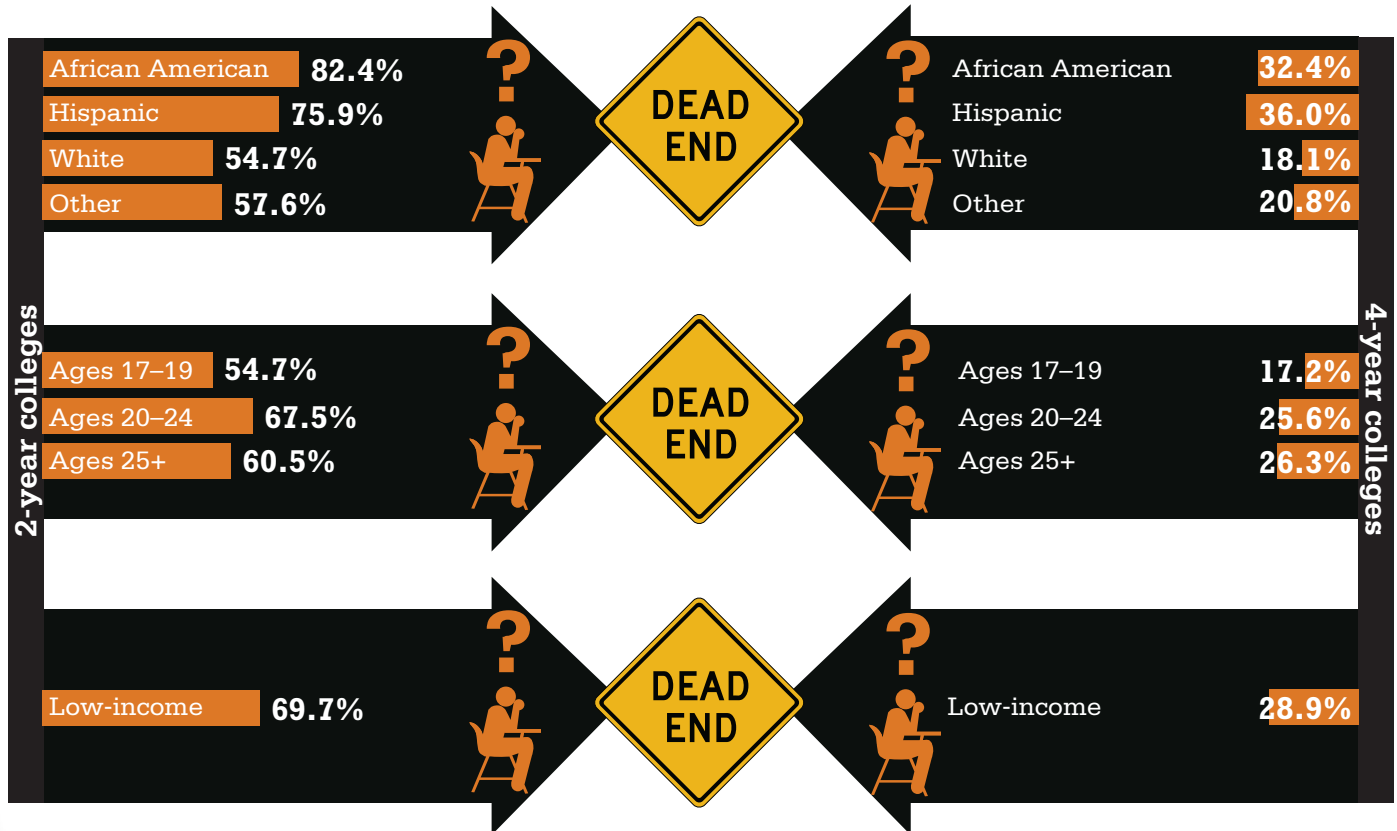 2-year colleges
African American 82.4%
Hispanic 75.9%
White 54.7%
Other 57.6%
?
DEAD
END
?
African American 32.4%
Hispanic 36.0%
White 18.1%
Other 20.8%
Ages 17–19 54.7%
Ages 20–24 67.5%
Ages 25+ 60.5%
?
DEAD
END
?
Ages 17–19 17.2%
Ages 20–24 25.6%
Ages 25+ 26.3%
Low-income 69.7%
?
DEAD
END
?
Low-income 28.9%
4-year colleges